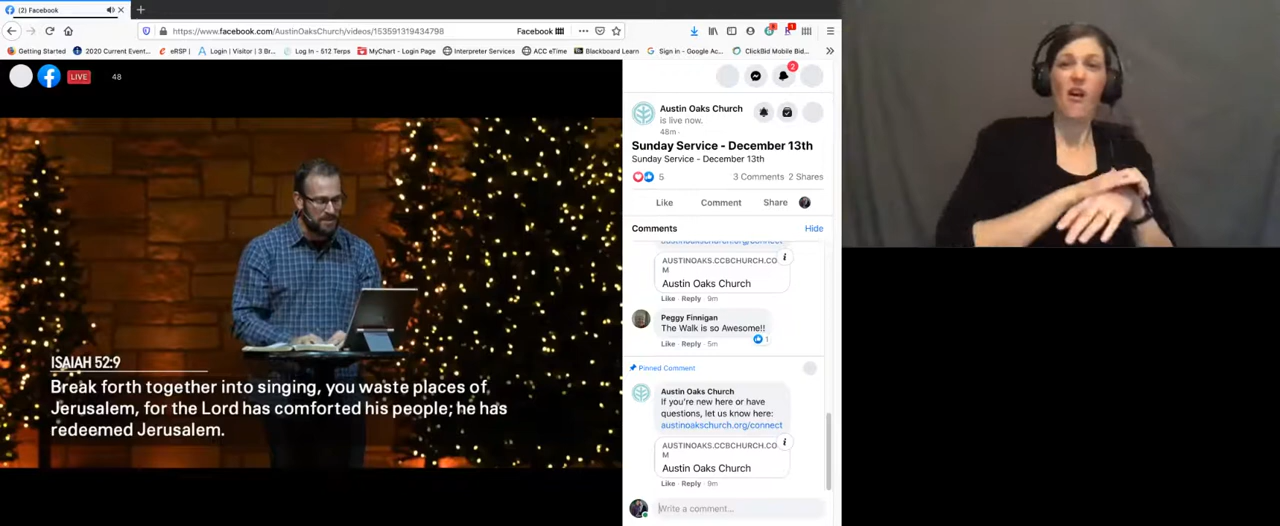 (2) Facebook
https://www.facebook.com/AustinOaksChurch/videos/153591319434798
Facebook
Getting Started
2020 Current Event...
eRSP
Login | Visitor | 3 Br...
Log In - 512 Terps
MyChart - Login Page
Interpreter Services
ACC eTime
Blackboard Learn
Sign in - Google Ac...
ClickBid Mobile Bid...
LIVE
48
ISAIAH 52:9
Break forth together into singing, you waste places of
Jerusalem, for the Lord has comforted his people; he has
redeemed Jerusalem.
2
Austin Oaks Church
is live now.
48m ·
Sunday Service - December 13th
Sunday Service - December 13th
5
3 Comments 2 Shares
Like
Comment
Share
Comments
Hide
austinoakschurch.org/connect
AUSTINOAKS.CCBCHURCH.CO
M
Austin Oaks Church
Like · Reply · 9m
Peggy Finnigan
The Walk is so Awesome!!
1
Like · Reply · 5m
Pinned Comment
Austin Oaks Church
If you're new here or have
questions, let us know here:
austinoakschurch.org/connect
AUSTINOAKS.CCBCHURCH.CO
M
Austin Oaks Church
Like · Reply · 9m
Write a comment...